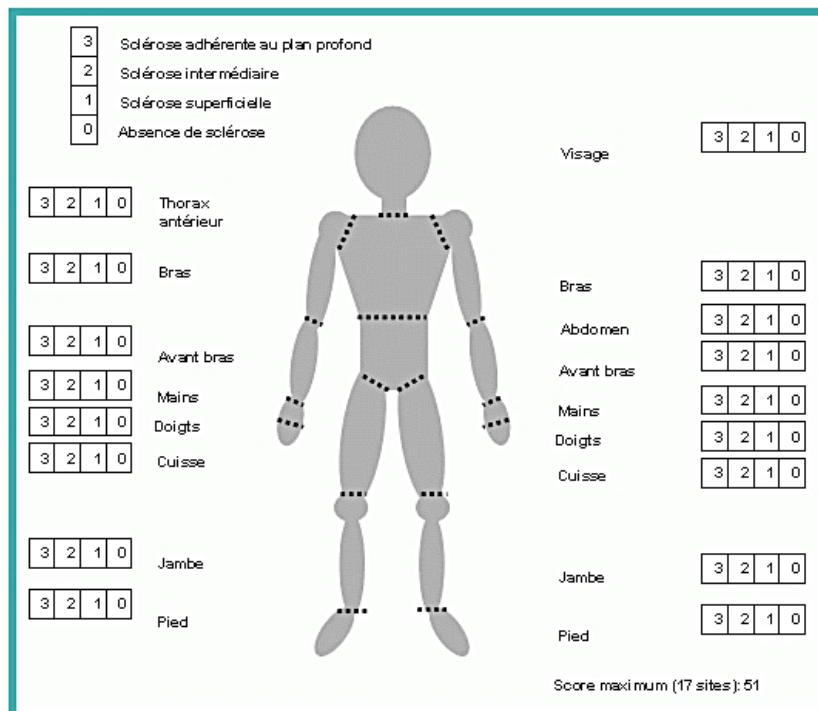 3 Sclérose adhérente au plan profond
2 Sclérose intermédiaire
1 Sclérose superficielle
0 Absence de sclérose
Visage 3 2 1 0
3 2 1 0 Thorax
antérieur
3 2 1 0 Bras
Bras 3 2 1 0
Abdomen 3 2 1 0
3 2 1 0 Avant bras
Avant bras 3 2 1 0
3 2 1 0 Mains
Mains 3 2 1 0
3 2 1 0 Doigts
Doigts 3 2 1 0
3 2 1 0 Cuisse
Cuisse 3 2 1 0
3 2 1 0 Jambe
Jambe 3 2 1 0
3 2 1 0 Pied
Pied 3 2 1 0
Score maximum (17 sites): 51